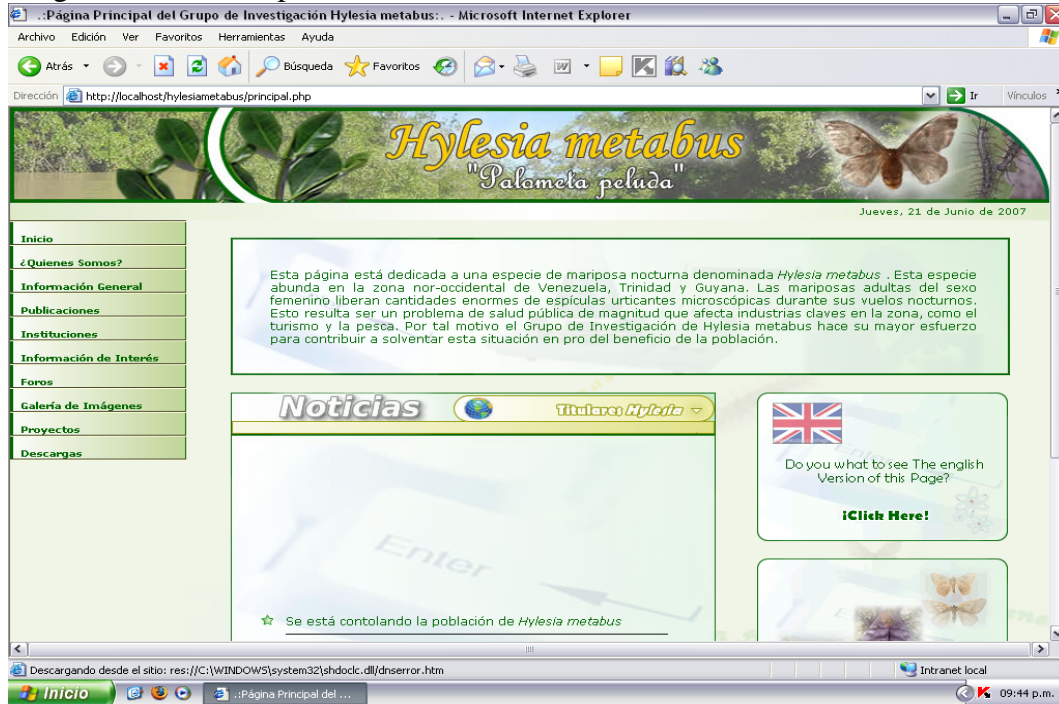 .:Página Principal del Grupo de Investigación Hylesia metabus:. - Microsoft Internet Explorer
Archivo Edición Ver Favoritos Herramientas Ayuda
Atrás Búsqueda Favoritos
Dirección http://localhost/hylesiametabus/principal.php Ir Vínculos
Hylesia metabus
"Palometa peluda"
Jueves, 21 de Junio de 2007
Inicio
¿Quienes Somos?
Información General
Publicaciones
Instituciones
Información de Interés
Foros
Galería de Imágenes
Proyectos
Descargas
Esta página está dedicada a una especie de mariposa nocturna denominada Hylesia metabus . Esta especie
abunda en la zona nor-occidental de Venezuela, Trinidad y Guyana. Las mariposas adultas del sexo
femenino liberan cantidades enormes de espículas urticantes microscópicas durante sus vuelos nocturnos.
Esto resulta ser un problema de salud pública de magnitud que afecta industrias claves en la zona, como el
turismo y la pesca. Por tal motivo el Grupo de Investigación de Hylesia metabus hace su mayor esfuerzo
para contribuir a solventar esta situación en pro del beneficio de la población.
Noticias Titulares Hylesia
Enter
Se está contolando la población de Hylesia metabus
Do you what to see The english
Version of this Page?
¡Click Here!
Descargando desde el sitio: res://C:\WINDOWS\system32\shdoclc.dll/dnserror.htm Intranet local
Inicio .:Página Principal del ... 09:44 p.m.